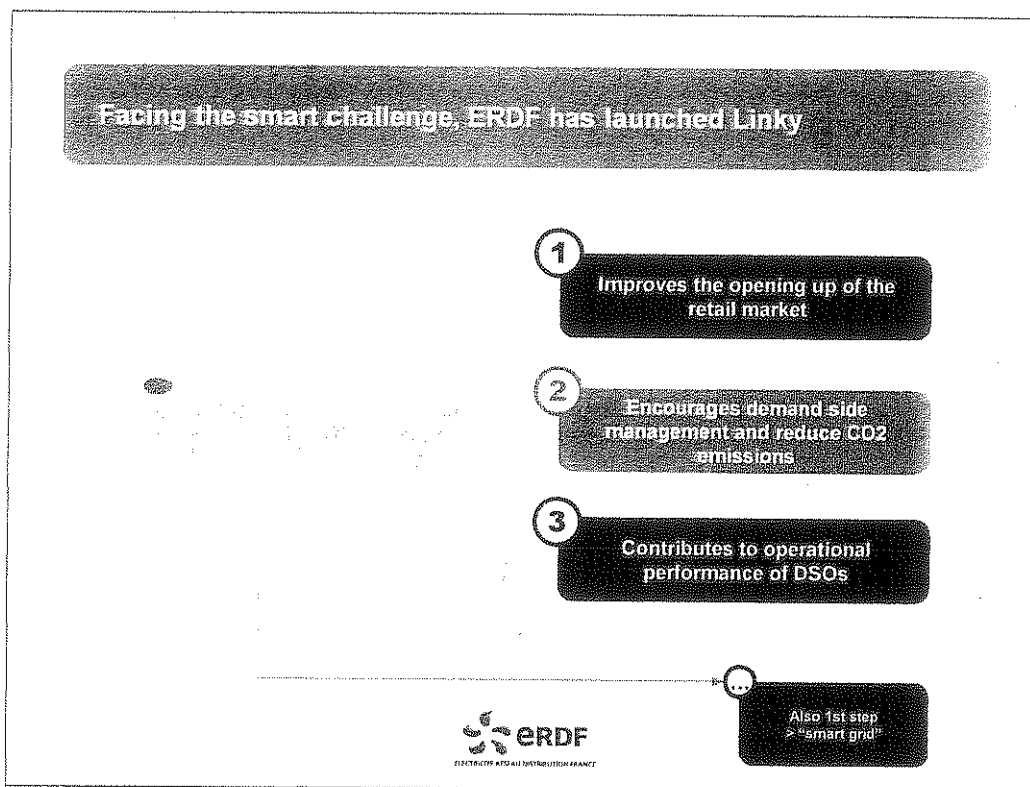 Facing the smart challenge, ERDF has launched Linky
1
Improves the opening up of the
retail market
2
Encourages demand side
management and reduce CO2
emissions
3
Contributes to operational
performance of DSOs
...
Also 1st step
> "smart grid"
eRDF
ELECTRICITE RESEAU DISTRIBUTION FRANCE